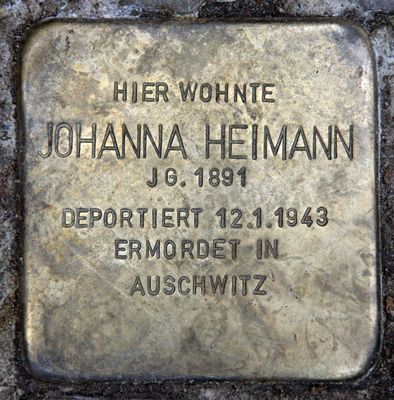 HIER WOHNTE
JOHANNA HEIMANN
JG. 1891
DEPORTIERT 12.1.1943
ERMORDET IN
AUSCHWITZ